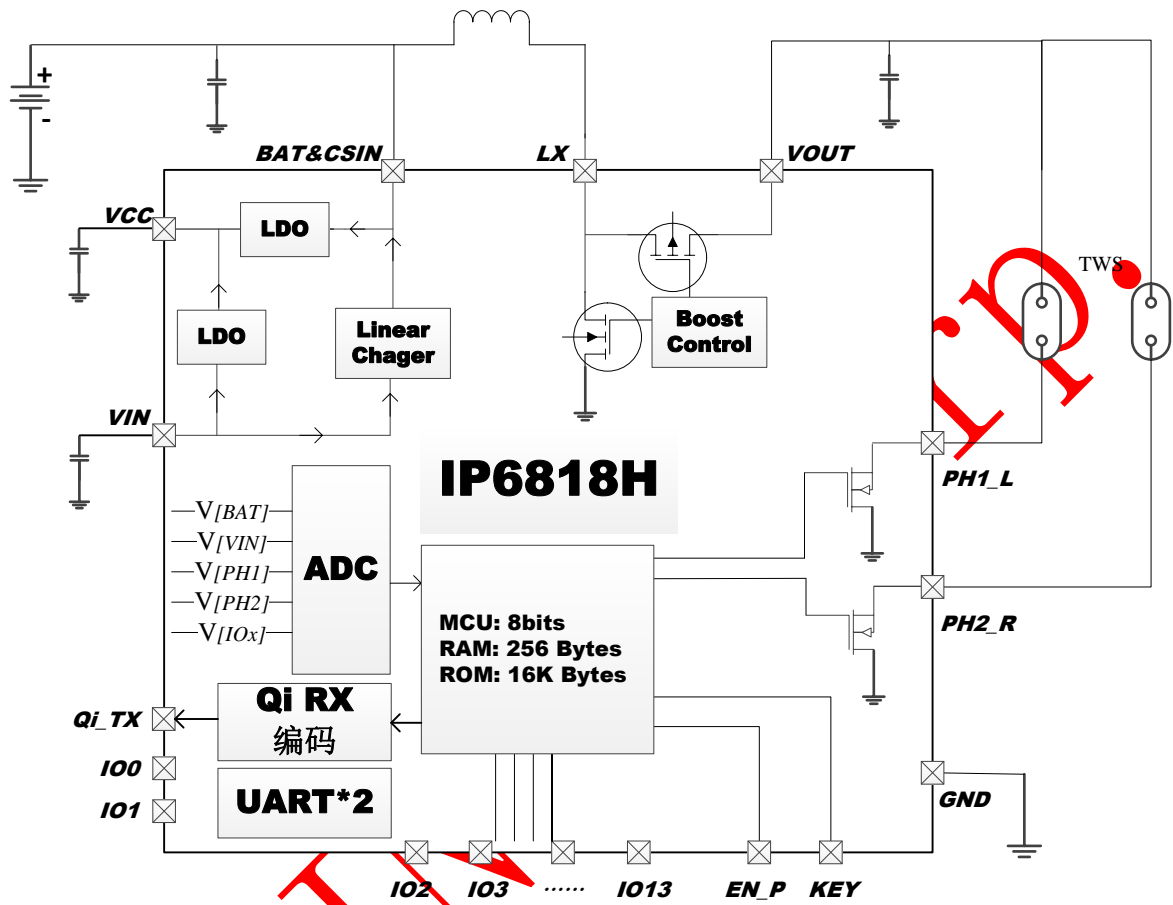 +
-
BAT&CSIN
LX
VOUT
VCC
LDO
TWS
LDO
Linear
Chager
Boost
Control
VIN
IP6818H
PH1_L
V[BAT]
V[VIN]
V[PH1]
V[PH2]
V[IOx]
ADC
MCU: 8bits
RAM: 256 Bytes
ROM: 16K Bytes
PH2_R
Qi_TX
Qi RX
编码
IO0
IO1
UART*2
GND
IO2
IO3
······
IO13
EN_P
KEY